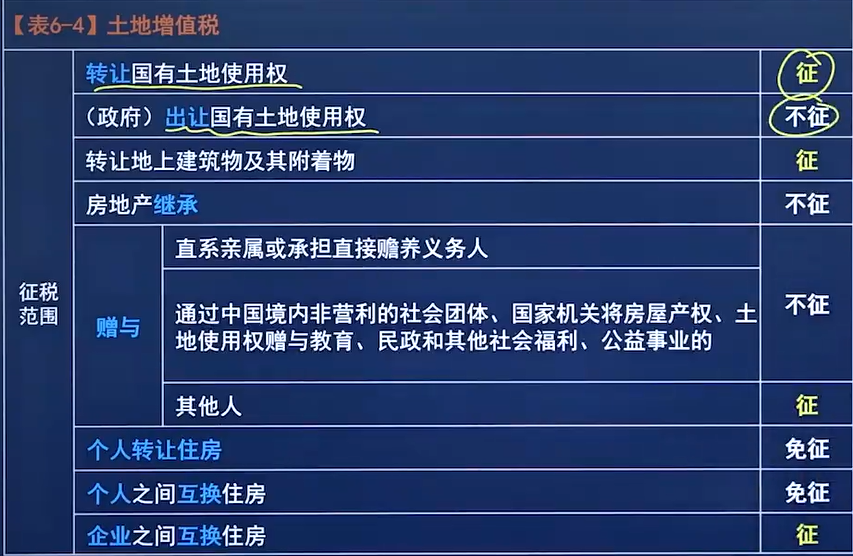 【表6-4】土地增值税
转让国有土地使用权 征
（政府）出让国有土地使用权 不征
转让地上建筑物及其附着物 征
房地产继承 不征
征税
范围
赠与
直系亲属或承担直接赡养义务人
通过中国境内非营利的社会团体、国家机关将房屋产权、土
地使用权赠与教育、民政和其他社会福利、公益事业的
不征
其他人 征
个人转让住房 免征
个人之间互换住房 免征
企业之间互换住房 征